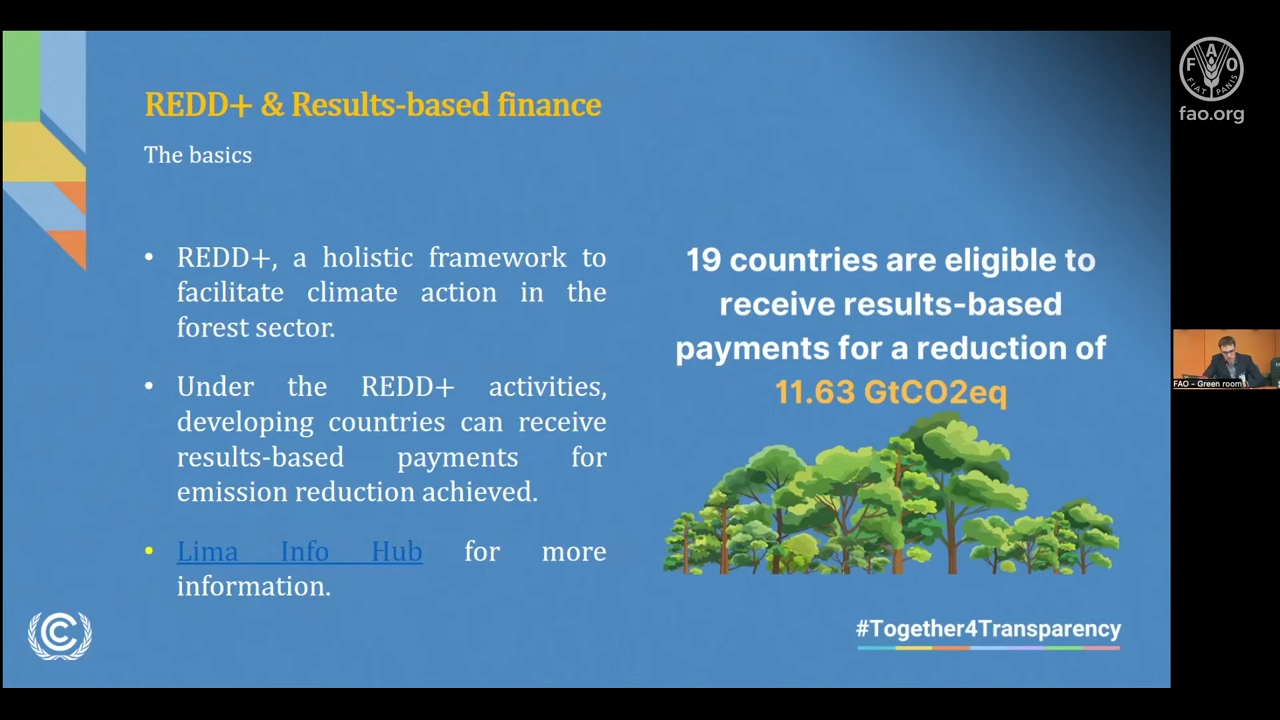 REDD+ & Results-based finance
The basics
• REDD+, a holistic framework to
facilitate climate action in the
forest sector.
• Under the REDD+ activities,
developing countries can receive
results-based payments for
emission reduction achieved.
• Lima Info Hub for more
information.
19 countries are eligible to
receive results-based
payments for a reduction of
11.63 GtCO2eq
#Together4Transparency
F A O
FIAT PANIS
fao.org
FAO - Green room